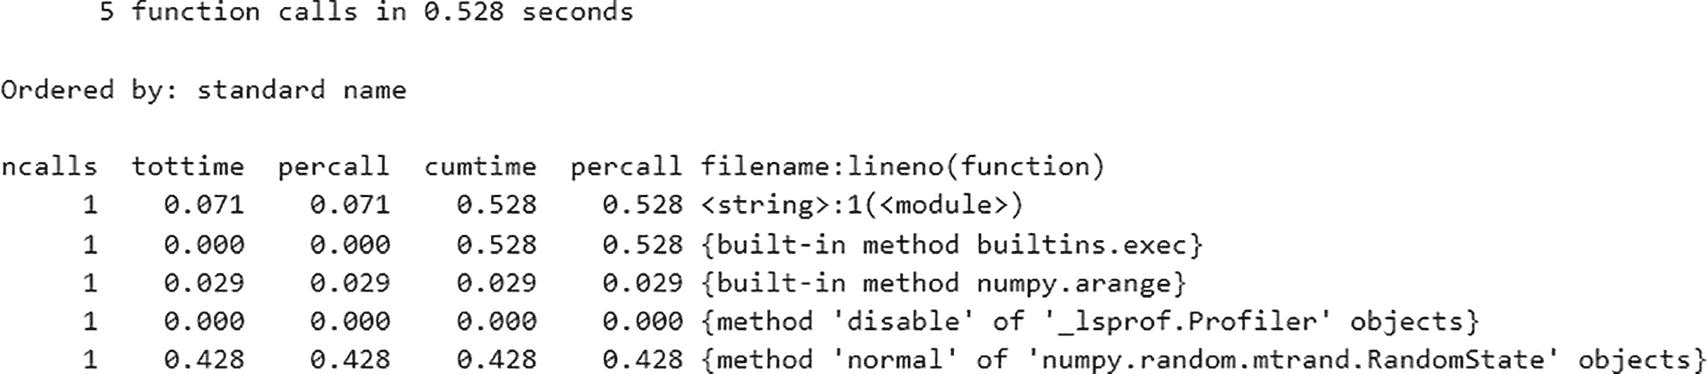 5 function calls in 0.528 seconds
Ordered by: standard name
ncalls  tottime  percall  cumtime  percall filename:lineno(function)
1    0.071    0.071    0.528    0.528 <string>:1(<module>)
1    0.000    0.000    0.528    0.528 {built-in method builtins.exec}
1    0.029    0.029    0.029    0.029 {built-in method numpy.arange}
1    0.000    0.000    0.000    0.000 {method 'disable' of '_lsprof.Profiler' objects}
1    0.428    0.428    0.428    0.428 {method 'normal' of 'numpy.random.mtrand.RandomState' objects}